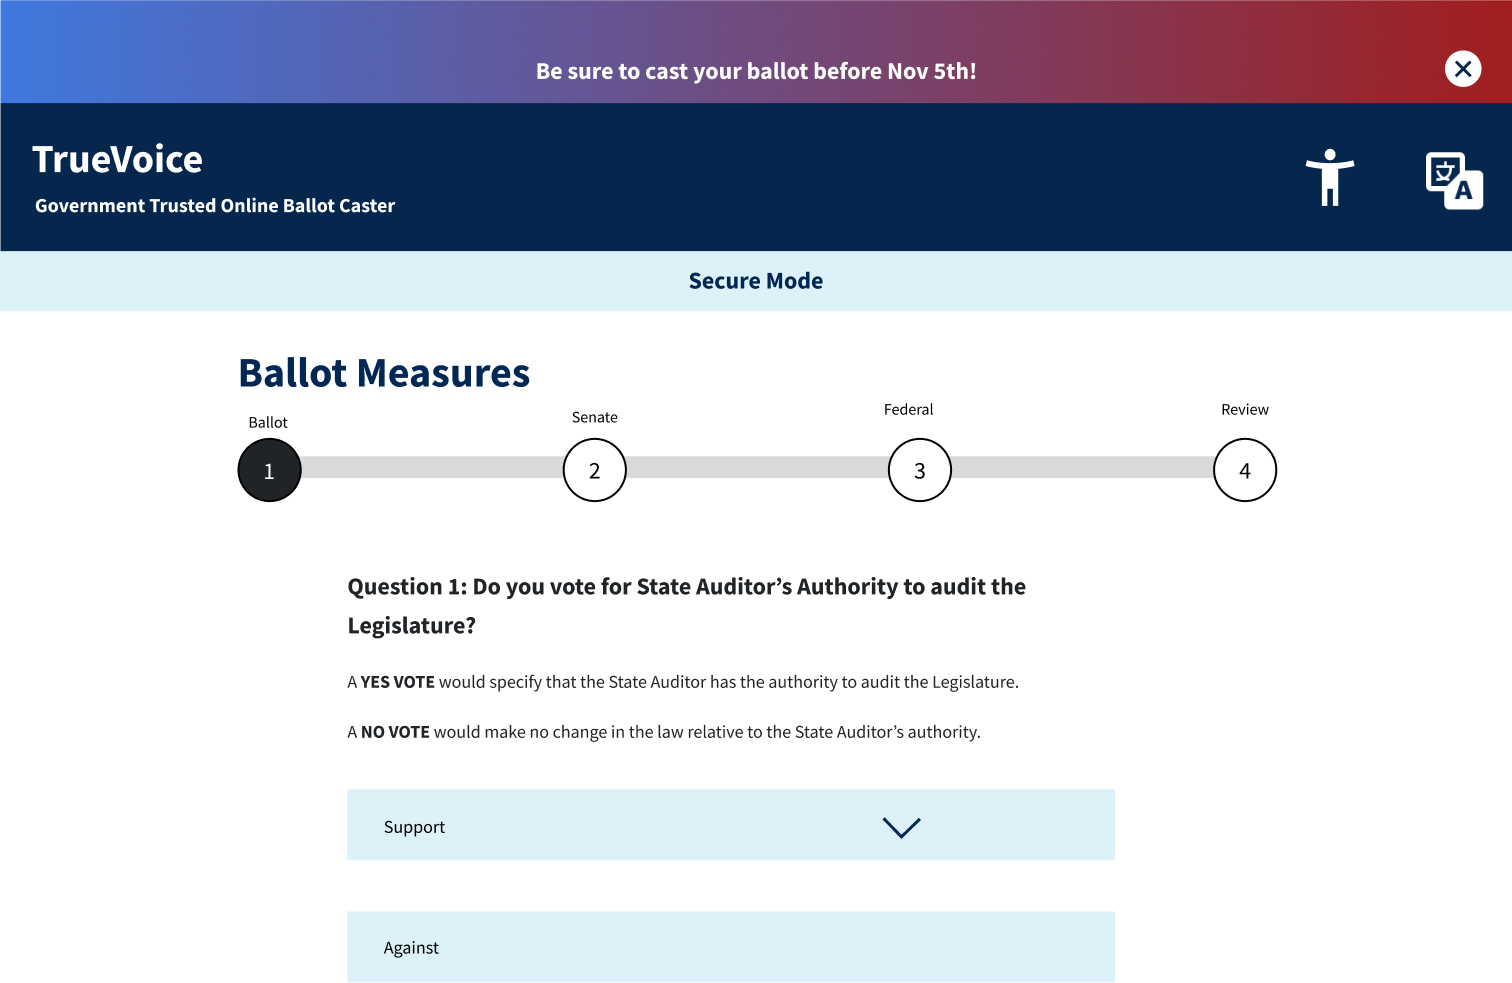 Be sure to cast your ballot before Nov 5th!
TrueVoice
Government Trusted Online Ballot Caster
文
A
Secure Mode
Ballot Measures
Ballot
Senate
Federal
Review
1
2
3
4
Question 1: Do you vote for State Auditor’s Authority to audit the
Legislature?
A YES VOTE would specify that the State Auditor has the authority to audit the Legislature.
A NO VOTE would make no change in the law relative to the State Auditor’s authority.
Support
Against